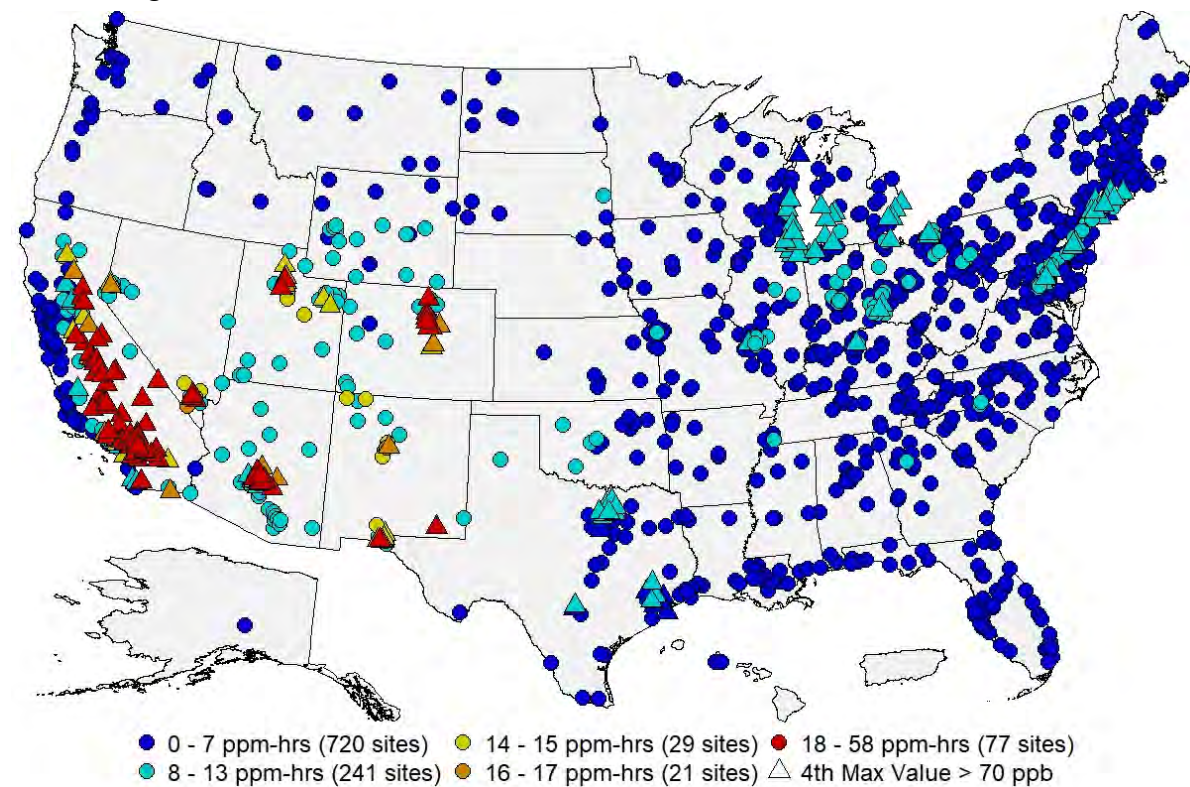 0 - 7 ppm-hrs (720 sites) 14 - 15 ppm-hrs (29 sites) 18 - 58 ppm-hrs (77 sites)
8 - 13 ppm-hrs (241 sites) 16 - 17 ppm-hrs (21 sites) 4th Max Value > 70 ppb